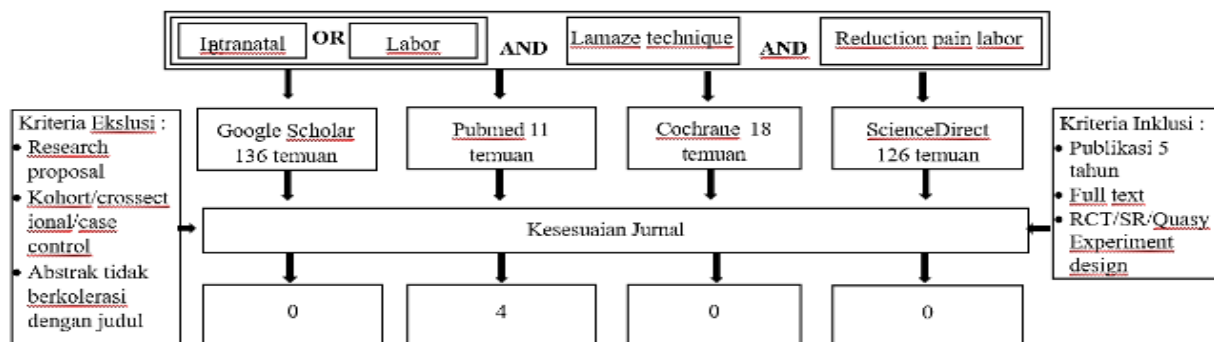 Intranatal OR Labor AND Lamaze technique AND Reduction pain labor
Kriteria Ekslusi :
• Research
proposal
• Kohort/crossect
ional/case
control
• Abstrak tidak
berkolerasi
dengan judul
Google Scholar
136 temuan
Pubmed 11
temuan
Cochrane 18
temuan
ScienceDirect
126 temuan
Kriteria Inklusi :
• Publikasi 5
tahun
• Full text
• RCT/SR/Quasy
Experiment
design
Kesesuaian Jurnal
0
4
0
0